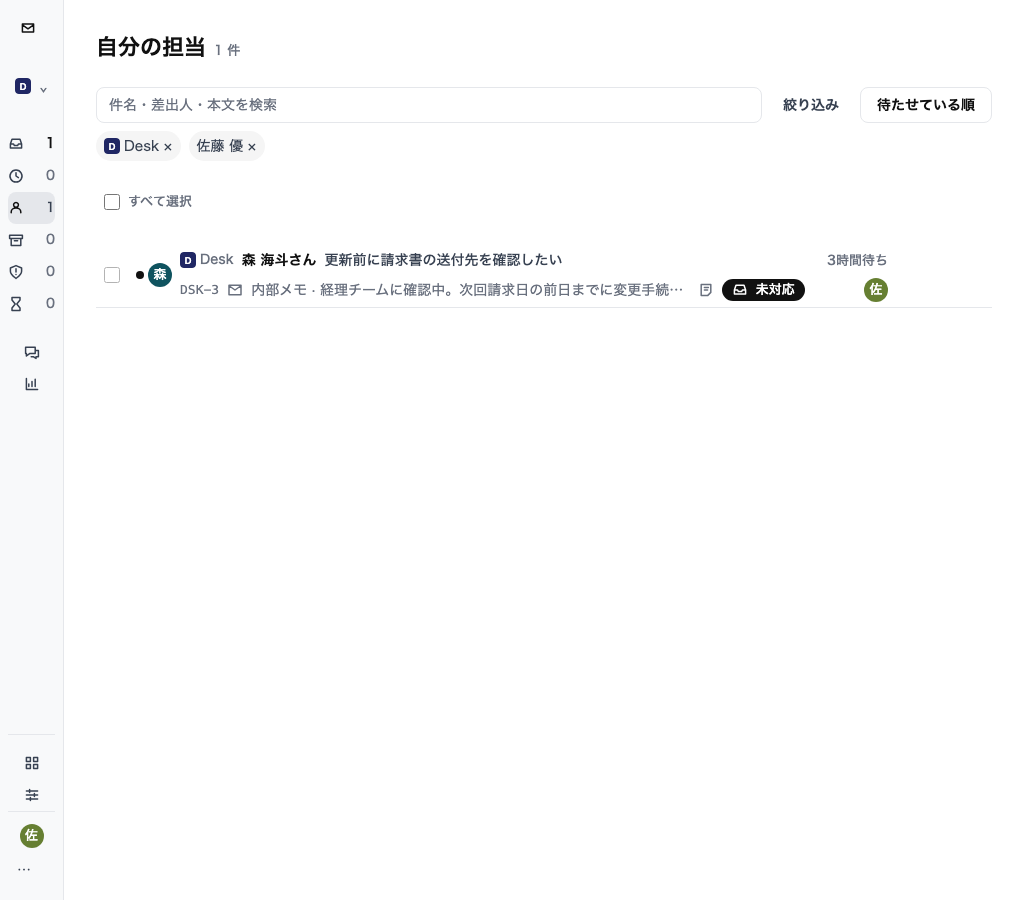 自分の担当 1 件
D
件名・差出人・本文を検索
絞り込み
待たせている順
D Desk ×
佐藤 優 ×
1
0
1
0
0
0
すべて選択
森
D Desk 森 海斗さん 更新前に請求書の送付先を確認したい 3時間待ち
DSK-3 内部メモ · 経理チームに確認中。次回請求日の前日までに変更手続… 未対応 佐
佐
…